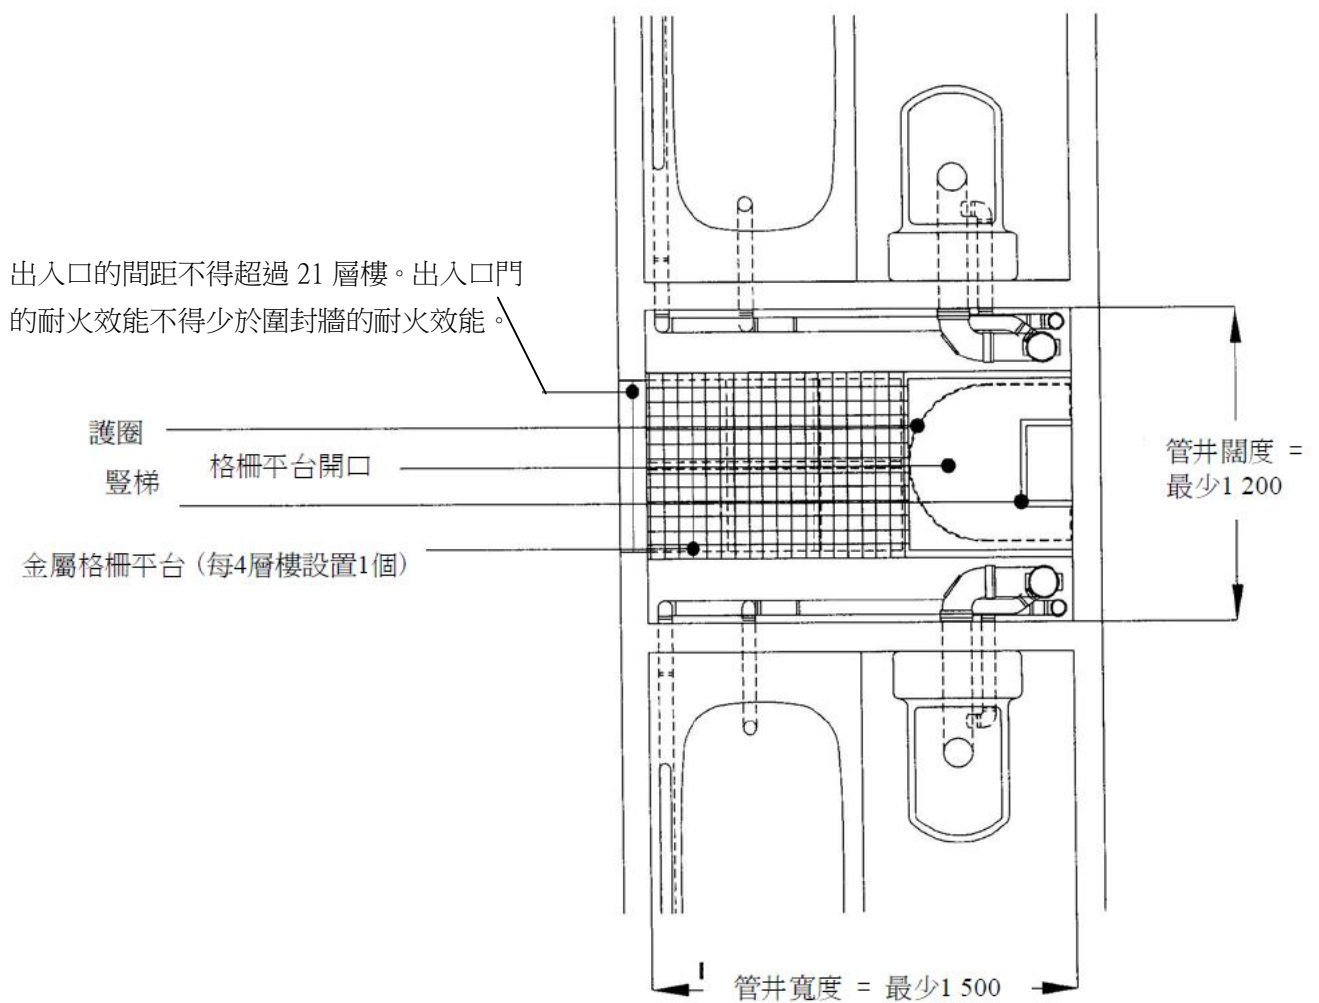 出入口的間距不得超過 21 層樓。出入口門
的耐火效能不得少於圍封牆的耐火效能。
護圈
格柵平台開口
豎梯
金屬格柵平台 (每4層樓設置1個)
管井闊度 =
最少1 200
管井寬度 = 最少1 500